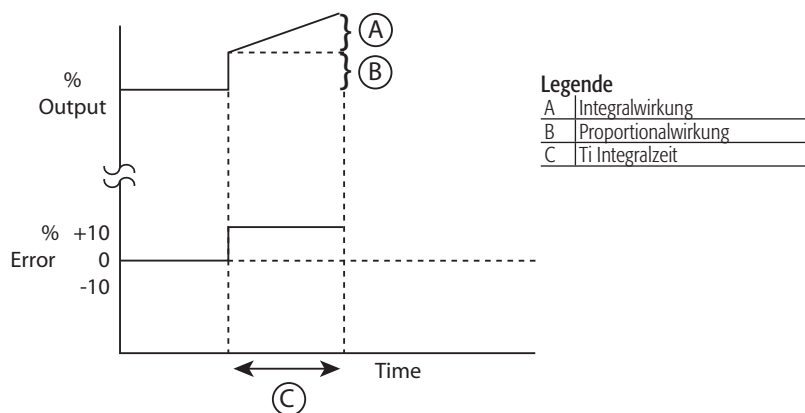 A
B
%
Output
% +10
Error 0
-10
Time
C
Legende
A Integralwirkung
B Proportionalwirkung
C Ti Integralzeit